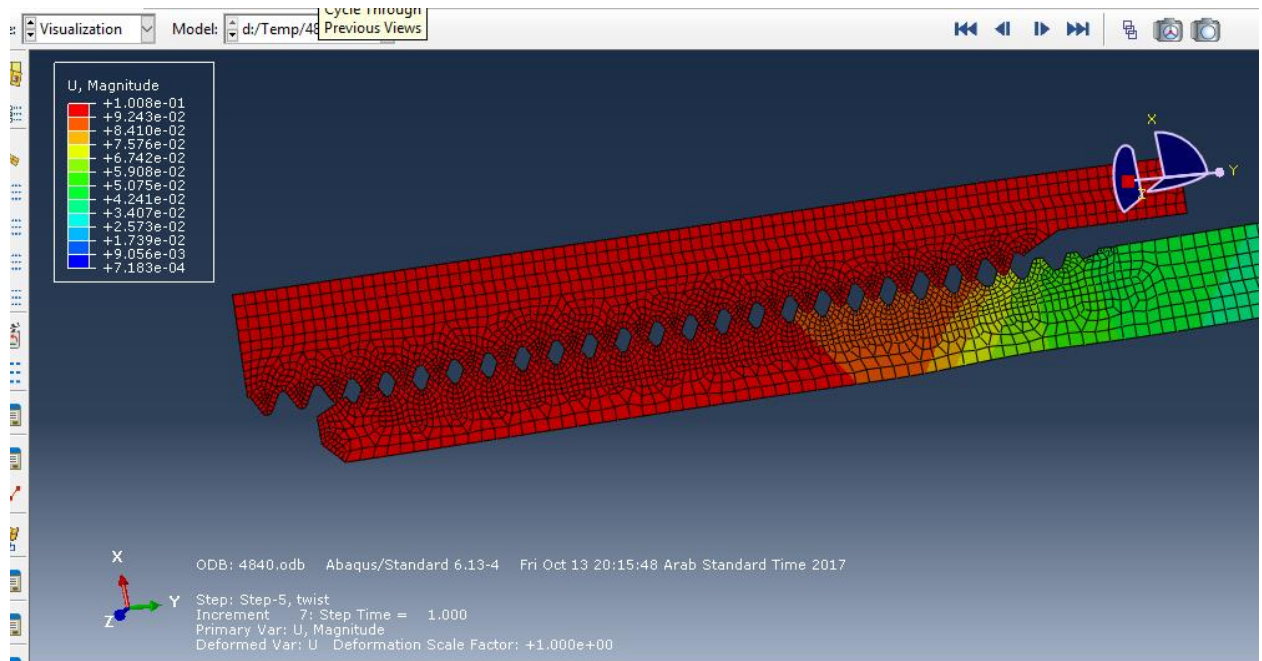 Cycle Through
Visualization Model: d:/Temp/48 Previous Views
U, Magnitude
+1.008e-01
+9.243e-02
+8.410e-02
+7.576e-02
+6.742e-02
+5.908e-02
+5.075e-02
+4.241e-02
+3.407e-02
+2.573e-02
+1.739e-02
+9.056e-03
+7.183e-04
X
Y
Z
X
Y
Z
ODB: 4840.odb Abaqus/Standard 6.13-4 Fri Oct 13 20:15:48 Arab Standard Time 2017
Step: Step-5, twist
Increment 7: Step Time = 1.000
Primary Var: U, Magnitude
Deformed Var: U Deformation Scale Factor: +1.000e+00